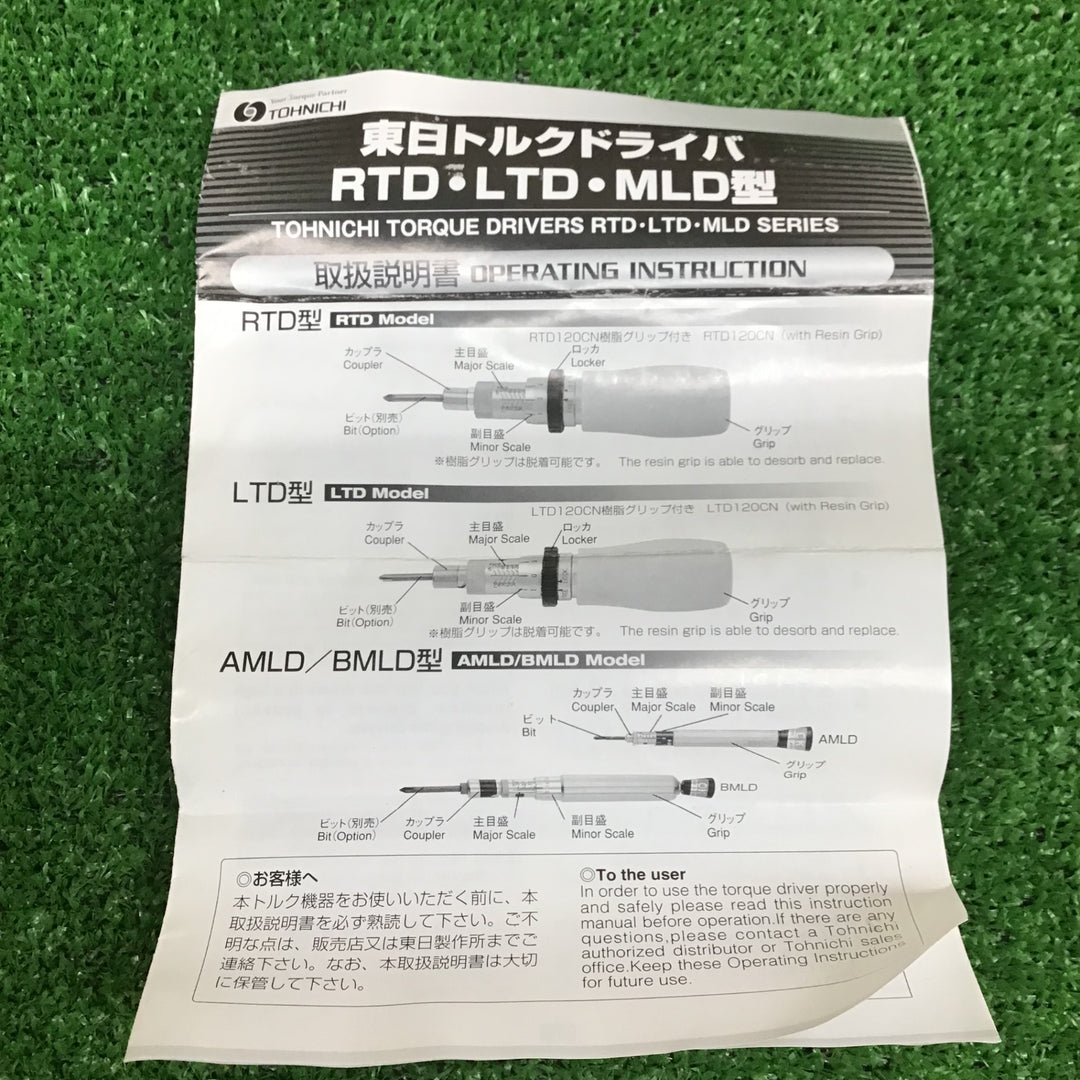 Your Torque Partner
TOHNICHI
東日トルクドライバ
RTD・LTD・MLD型
TOHNICHI TORQUE DRIVERS RTD・LTD・MLD SERIES
取扱説明書 OPERATING INSTRUCTION
RTD型 RTD Model
RTD120CN樹脂グリップ付き RTD120CN (with Resin Grip)
カップラ
Coupler
主目盛
Major Scale
ロッカ
Locker
ビット(別売)
Bit(Option)
副目盛
Minor Scale
グリップ
Grip
※樹脂グリップは脱着可能です。 The resin grip is able to desorb and replace.
LTD型 LTD Model
LTD120CN樹脂グリップ付き LTD120CN (with Resin Grip)
カップラ
Coupler
主目盛
Major Scale
ロッカ
Locker
ビット(別売)
Bit(Option)
副目盛
Minor Scale
グリップ
Grip
※樹脂グリップは脱着可能です。 The resin grip is able to desorb and replace.
AMLD/BMLD型 AMLD/BMLD Model
カップラ
Coupler
主目盛
Major Scale
副目盛
Minor Scale
ビット
Bit
AMLD
グリップ
Grip
BMLD
ビット(別売)
Bit(Option)
カップラ
Coupler
主目盛
Major Scale
副目盛
Minor Scale
グリップ
Grip
◎お客様へ
本トルク機器をお使いいただく前に、本
取扱説明書を必ず熟読して下さい。ご不
明な点は、販売店又は東日製作所までご
連絡下さい。なお、本取扱説明書は大切
に保管して下さい。
◎To the user
In order to use the torque driver properly
and safely please read this instruction
manual before operation.If there are any
questions,please contact a Tohnichi
authorized distributor or Tohnichi sales
office.Keep these Operating Instructions
for future use.